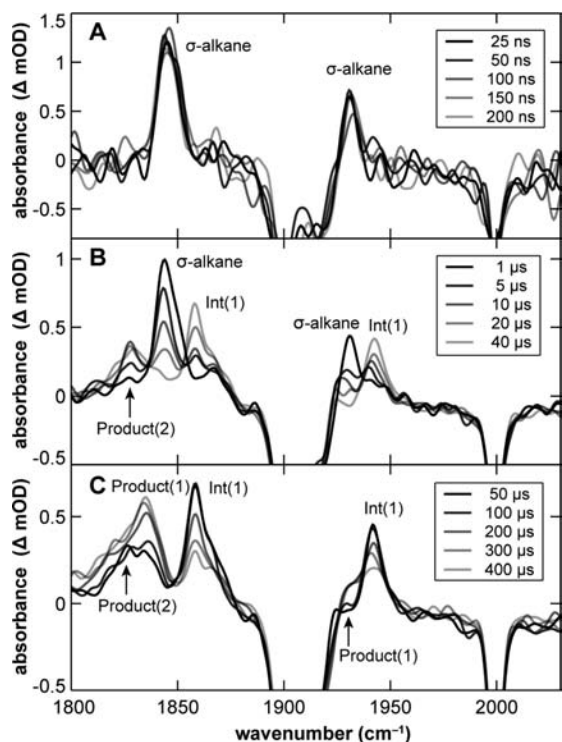 A
σ-alkane
σ-alkane
25 ns
50 ns
100 ns
150 ns
200 ns
absorbance (Δ mOD)
1.5
1
0.5
0
-0.5
B
σ-alkane
Int(1)
σ-alkane
Int(1)
Product(2)
1 µs
5 µs
10 µs
20 µs
40 µs
absorbance (Δ mOD)
1
0.5
0
-0.5
C
Product(1)
Int(1)
Int(1)
Product(2)
Product(1)
50 µs
100 µs
200 µs
300 µs
400 µs
absorbance (Δ mOD)
0.5
0
-0.5
1800 1850 1900 1950 2000
wavenumber (cm⁻¹)